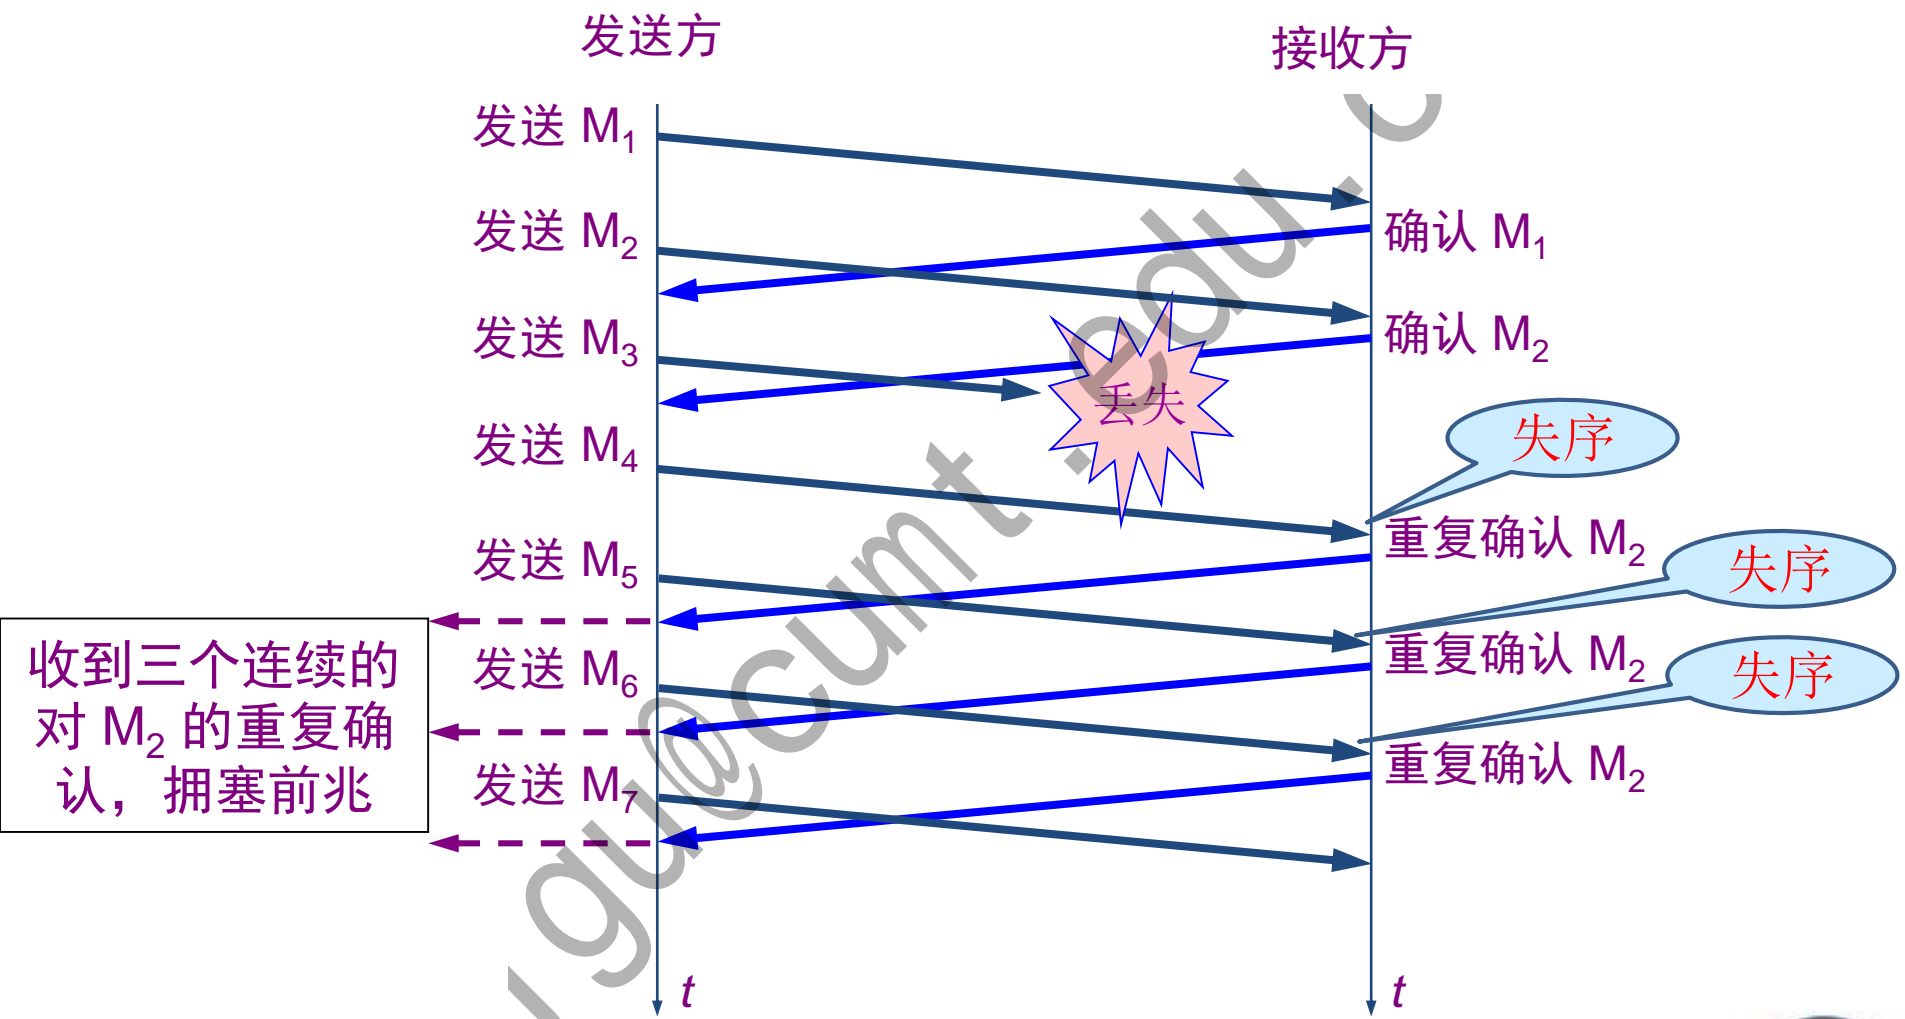 发送方
接收方
发送 M₁
发送 M₂
确认 M₁
发送 M₃
确认 M₂
丢失
发送 M₄
失序
重复确认 M₂
发送 M₅
失序
收到三个连续的
对 M₂ 的重复确
认，拥塞前兆
发送 M₆
重复确认 M₂
失序
发送 M₇
重复确认 M₂
t
t
gu@cumt.edu.c